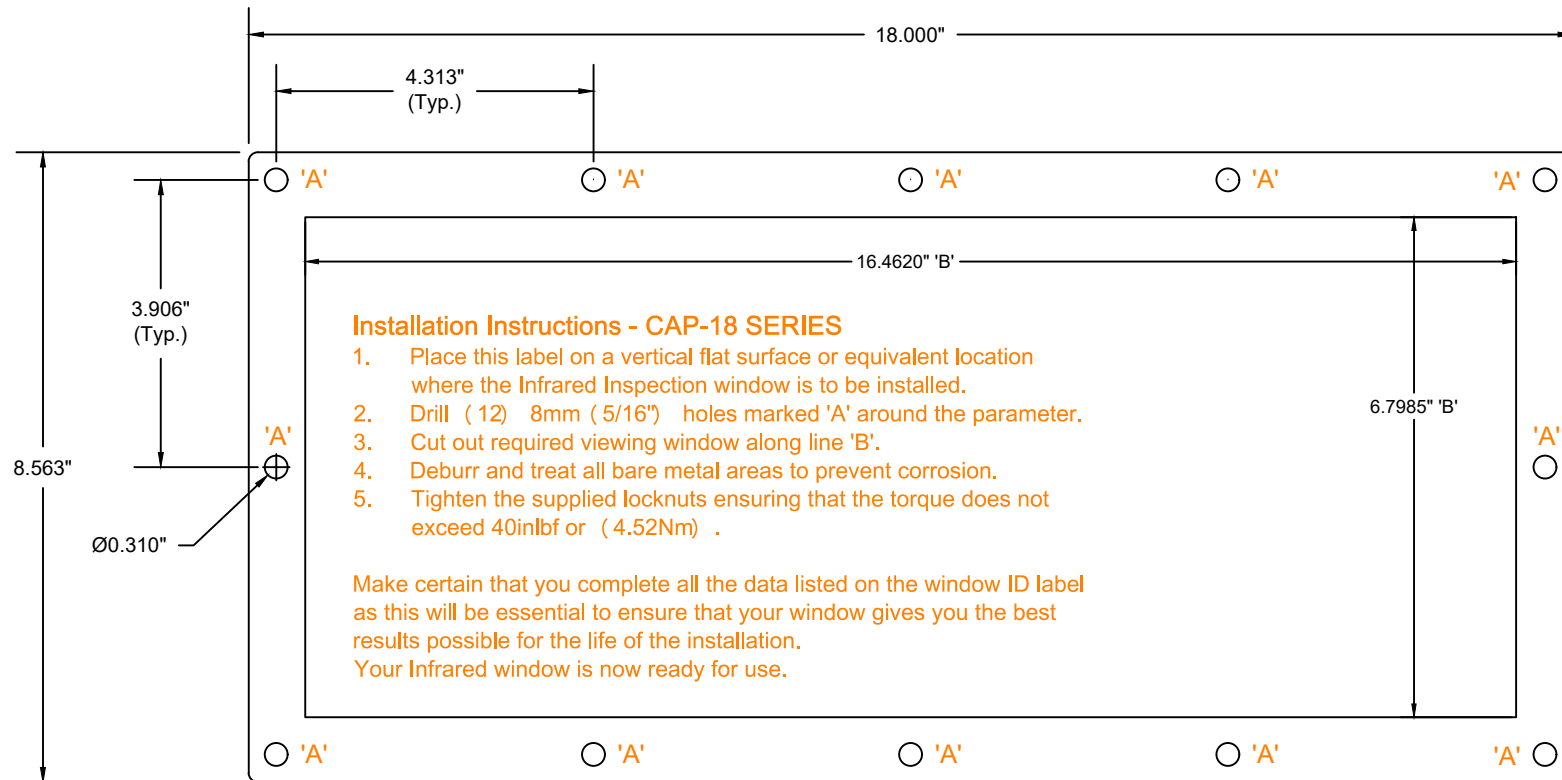 18.000"
4.313"
(Typ.)
'A' 'A' 'A' 'A' 'A'
3.906"
(Typ.)
16.4620" 'B'
Installation Instructions - CAP-18 SERIES
1. Place this label on a vertical flat surface or equivalent location
where the Infrared Inspection window is to be installed.
2. Drill (12) 8mm (5/16") holes marked 'A' around the parameter.
3. Cut out required viewing window along line 'B'.
4. Deburr and treat all bare metal areas to prevent corrosion.
5. Tighten the supplied locknuts ensuring that the torque does not
exceed 40inlbf or (4.52Nm) .
6.7985" 'B'
'A' 'A'
8.563"
Ø0.310"
Make certain that you complete all the data listed on the window ID label
as this will be essential to ensure that your window gives you the best
results possible for the life of the installation.
Your Infrared window is now ready for use.
'A' 'A' 'A' 'A' 'A'